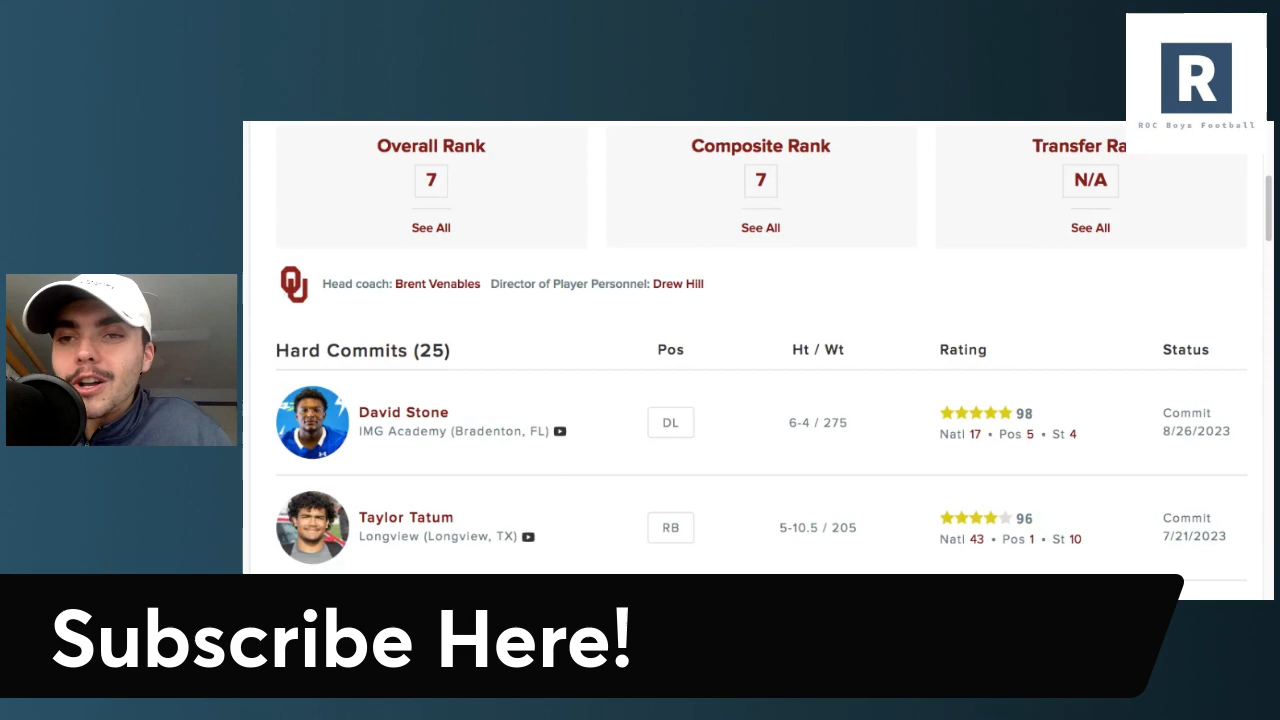 R
ROC Boys Football
Overall Rank
7
See All
Composite Rank
7
See All
Transfer Ra
N/A
See All
OU
Head coach: Brent Venables Director of Player Personnel: Drew Hill
Hard Commits (25) Pos Ht / Wt Rating Status
David Stone
IMG Academy (Bradenton, FL)
DL
6-4 / 275
98
Natl 17 • Pos 5 • St 4
Commit
8/26/2023
Taylor Tatum
Longview (Longview, TX)
RB
5-10.5 / 205
96
Natl 43 • Pos 1 • St 10
Commit
7/21/2023
Subscribe Here!